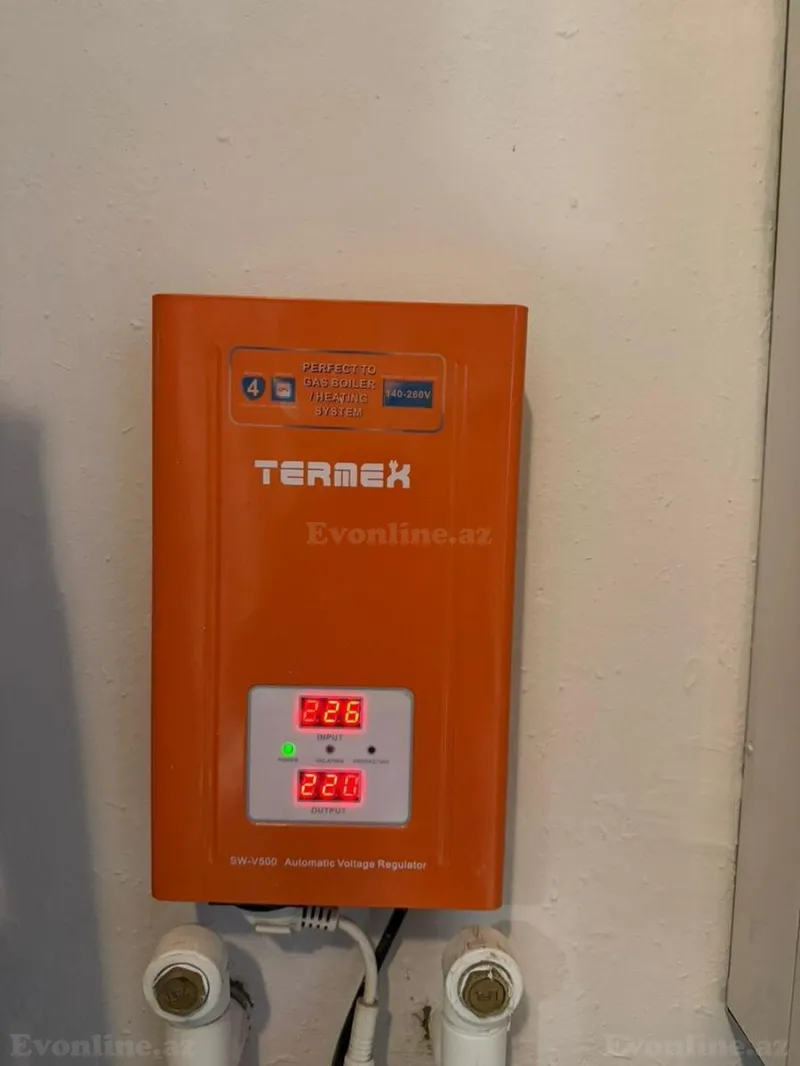 4
PERFECT TO
GAS BOILER
/ HEATING
SYSTEM
140-260V
TERMEX
Evonline.az
226
INPUT
POWER
220
OUTPUT
SW-V500 Automatic Voltage Regulator
Evonline.az
Evonline.az